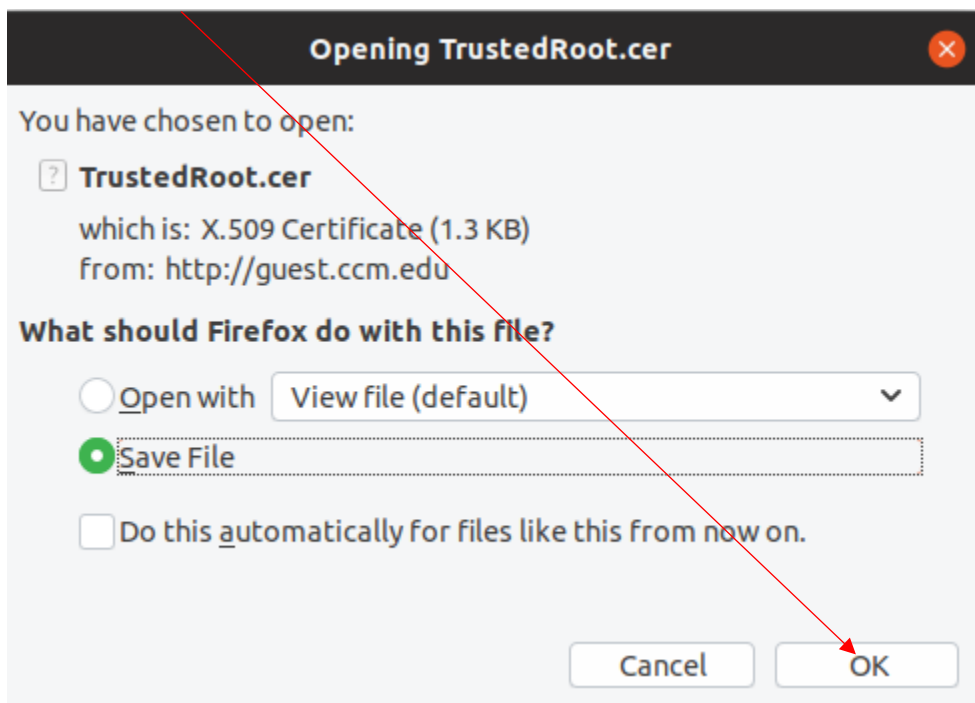 Opening TrustedRoot.cer
You have chosen to open:
? TrustedRoot.cer
which is: X.509 Certificate (1.3 KB)
from: http://guest.ccm.edu
What should Firefox do with this file?
Open with View file (default)
Save File
Do this automatically for files like this from now on.
Cancel OK